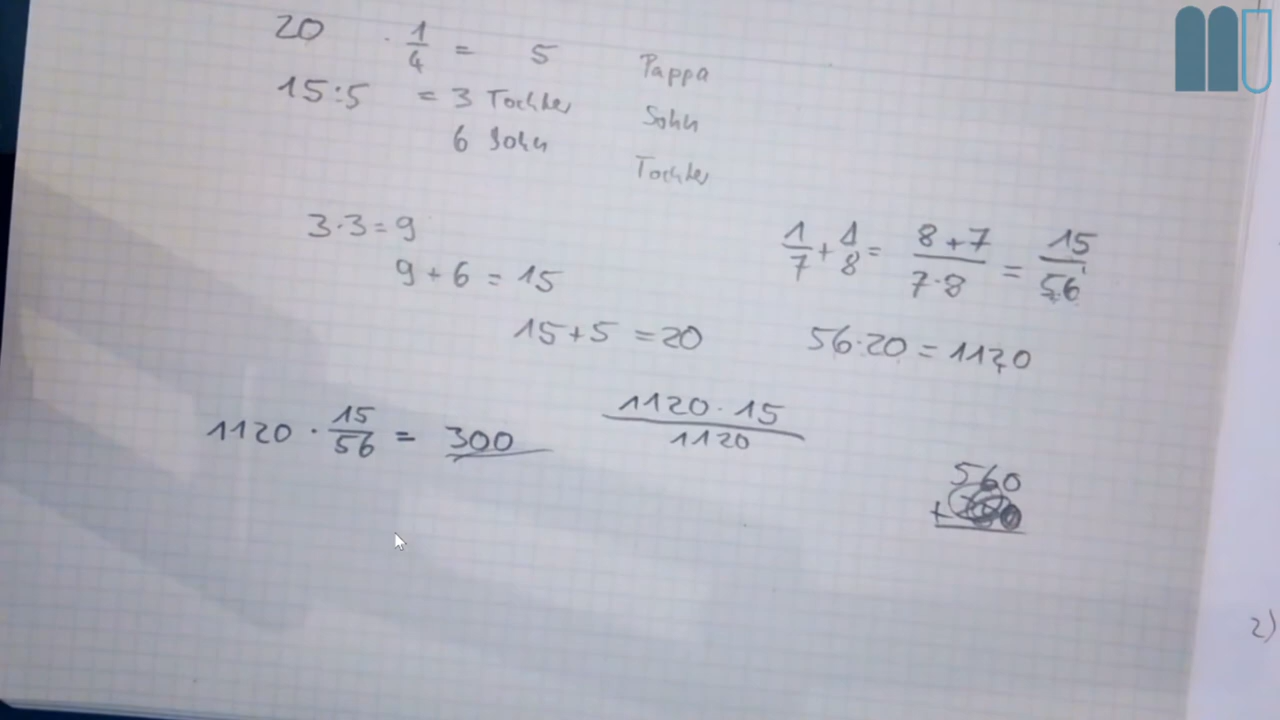 20 · 1/4 = 5 Pappa
15:5 = 3 Tochter Sohn
6 Sohn Tochter
3·3=9
9+6=15
15+5=20
1/7 + 1/8 = (8+7)/(7·8) = 15/56
56·20=1120
1120 · 15/56 = 300
1120·15/1120
560
+
2)